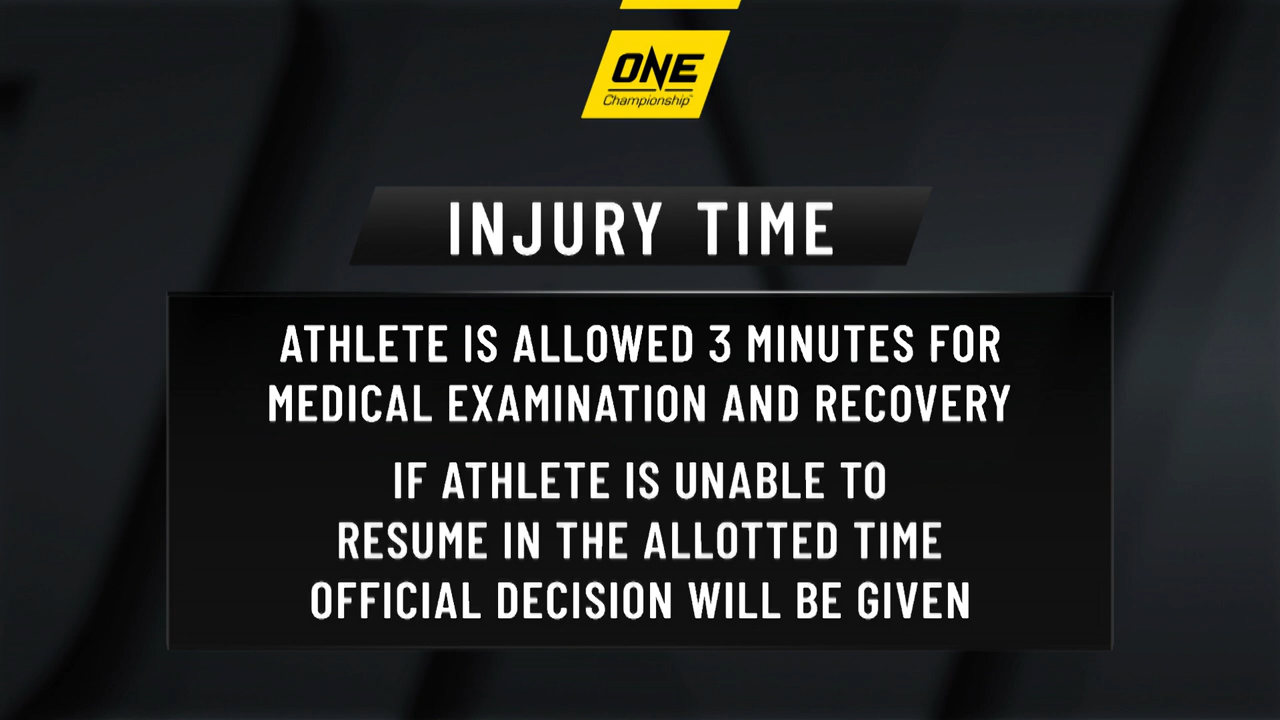 ONE
Championship™
INJURY TIME
ATHLETE IS ALLOWED 3 MINUTES FOR
MEDICAL EXAMINATION AND RECOVERY
IF ATHLETE IS UNABLE TO
RESUME IN THE ALLOTTED TIME
OFFICIAL DECISION WILL BE GIVEN